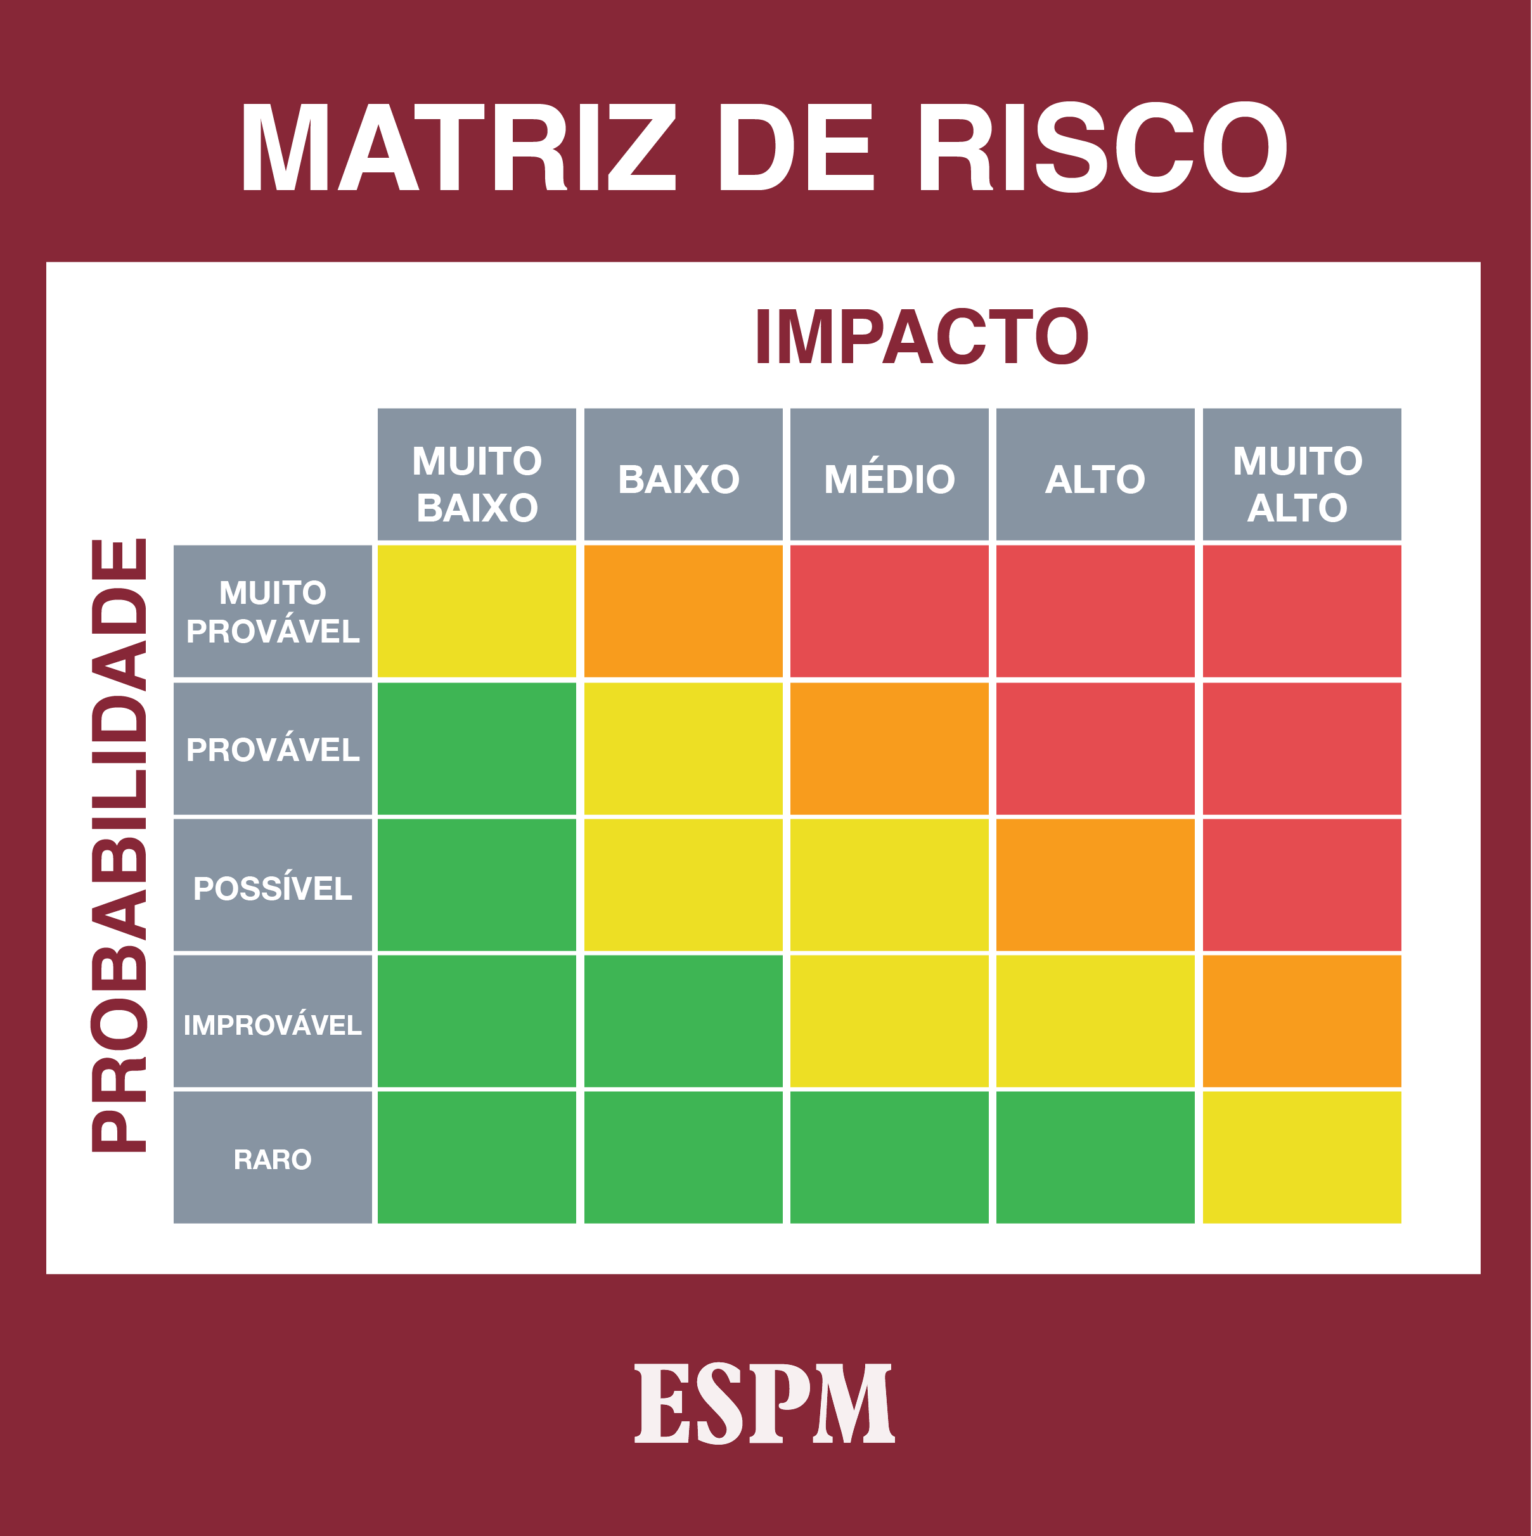 MATRIZ DE RISCO
IMPACTO
MUITO
BAIXO
BAIXO
MÉDIO
ALTO
MUITO
ALTO
PROBABILIDADE
MUITO
PROVÁVEL
PROVÁVEL
POSSÍVEL
IMPROVÁVEL
RARO
ESPM